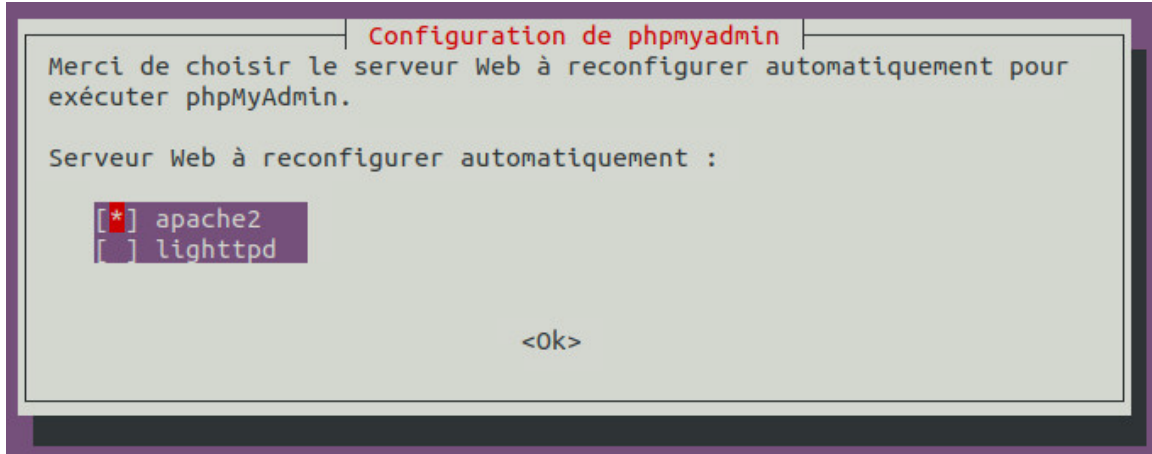 Configuration de phpmyadmin
Merci de choisir le serveur Web à reconfigurer automatiquement pour
exécuter phpMyAdmin.
Serveur Web à reconfigurer automatiquement :
[*] apache2
[ ] lighttpd
<Ok>